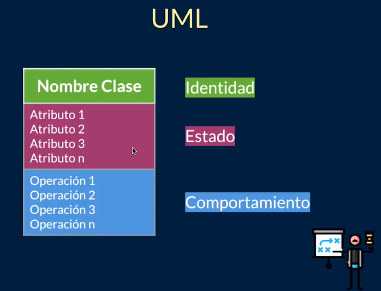 UML
Nombre Clase
Atributo 1
Atributo 2
Atributo 3
Atributo n
Operación 1
Operación 2
Operación 3
Operación n
Identidad
Estado
Comportamiento